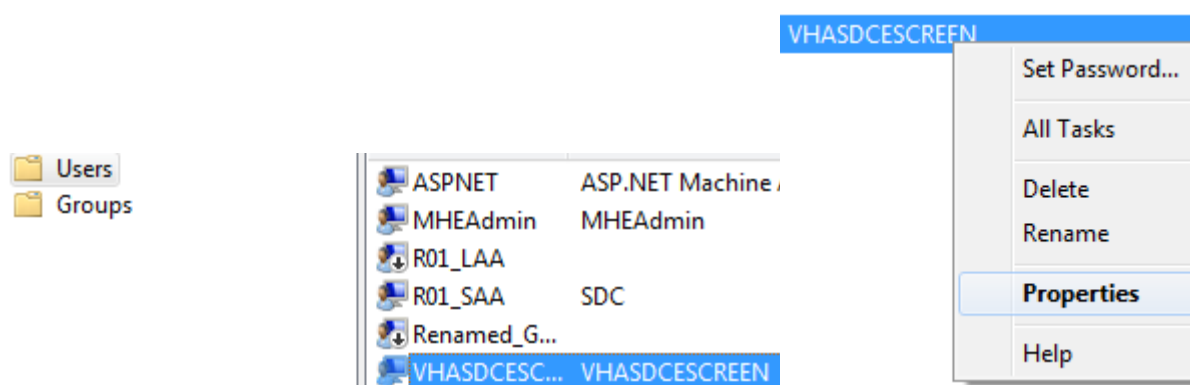 Users
Groups
ASPNET ASP.NET Machine
MHEAdmin MHEAdmin
R01_LAA
R01_SAA SDC
Renamed_G...
VHASDCESC... VHASDCESCREEN
VHASDCESCREEN
Set Password...
All Tasks
Delete
Rename
Properties
Help